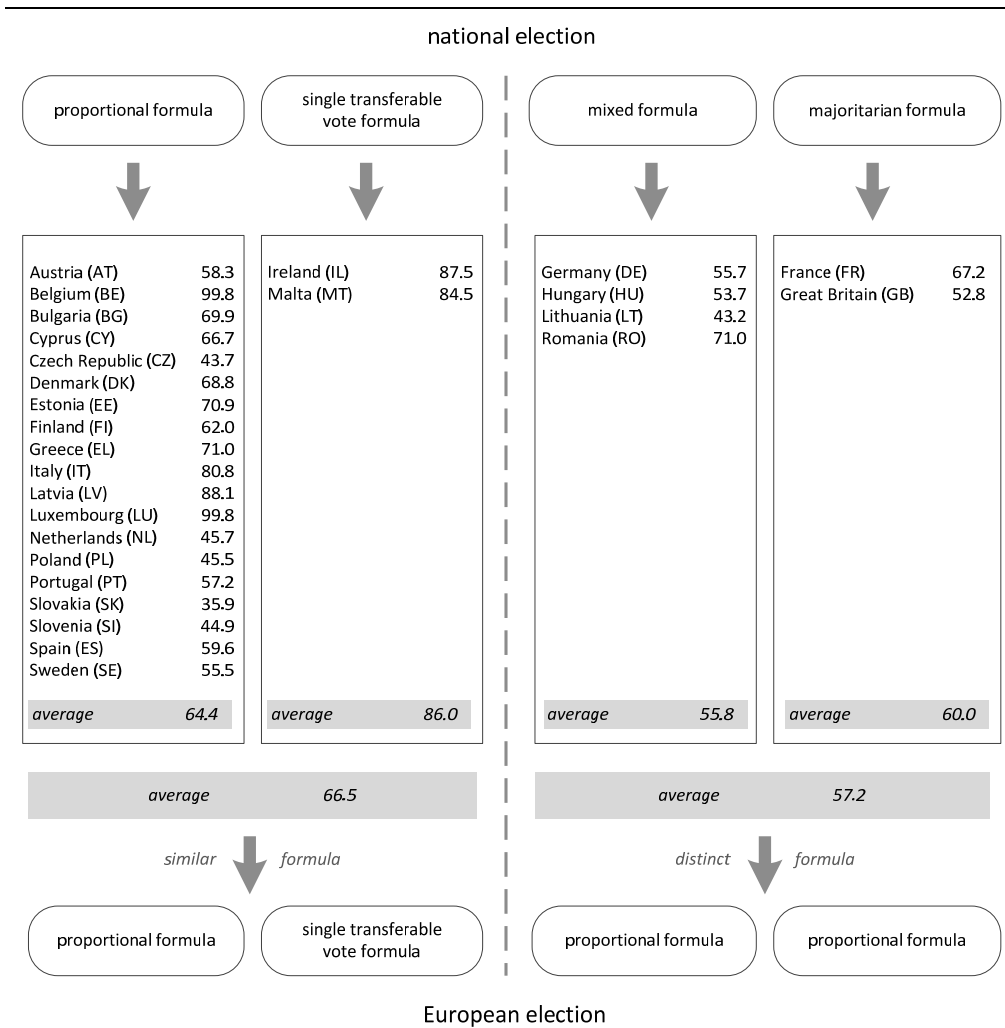 national election
proportional formula
single transferable
vote formula
mixed formula
majoritarian formula
Austria (AT) 58.3
Belgium (BE) 99.8
Bulgaria (BG) 69.9
Cyprus (CY) 66.7
Czech Republic (CZ) 43.7
Denmark (DK) 68.8
Estonia (EE) 70.9
Finland (FI) 62.0
Greece (EL) 71.0
Italy (IT) 80.8
Latvia (LV) 88.1
Luxembourg (LU) 99.8
Netherlands (NL) 45.7
Poland (PL) 45.5
Portugal (PT) 57.2
Slovakia (SK) 35.9
Slovenia (SI) 44.9
Spain (ES) 59.6
Sweden (SE) 55.5
average 64.4
Ireland (IL) 87.5
Malta (MT) 84.5
average 86.0
Germany (DE) 55.7
Hungary (HU) 53.7
Lithuania (LT) 43.2
Romania (RO) 71.0
average 55.8
France (FR) 67.2
Great Britain (GB) 52.8
average 60.0
average 66.5
average 57.2
similar formula
distinct formula
proportional formula
single transferable
vote formula
proportional formula
proportional formula
European election